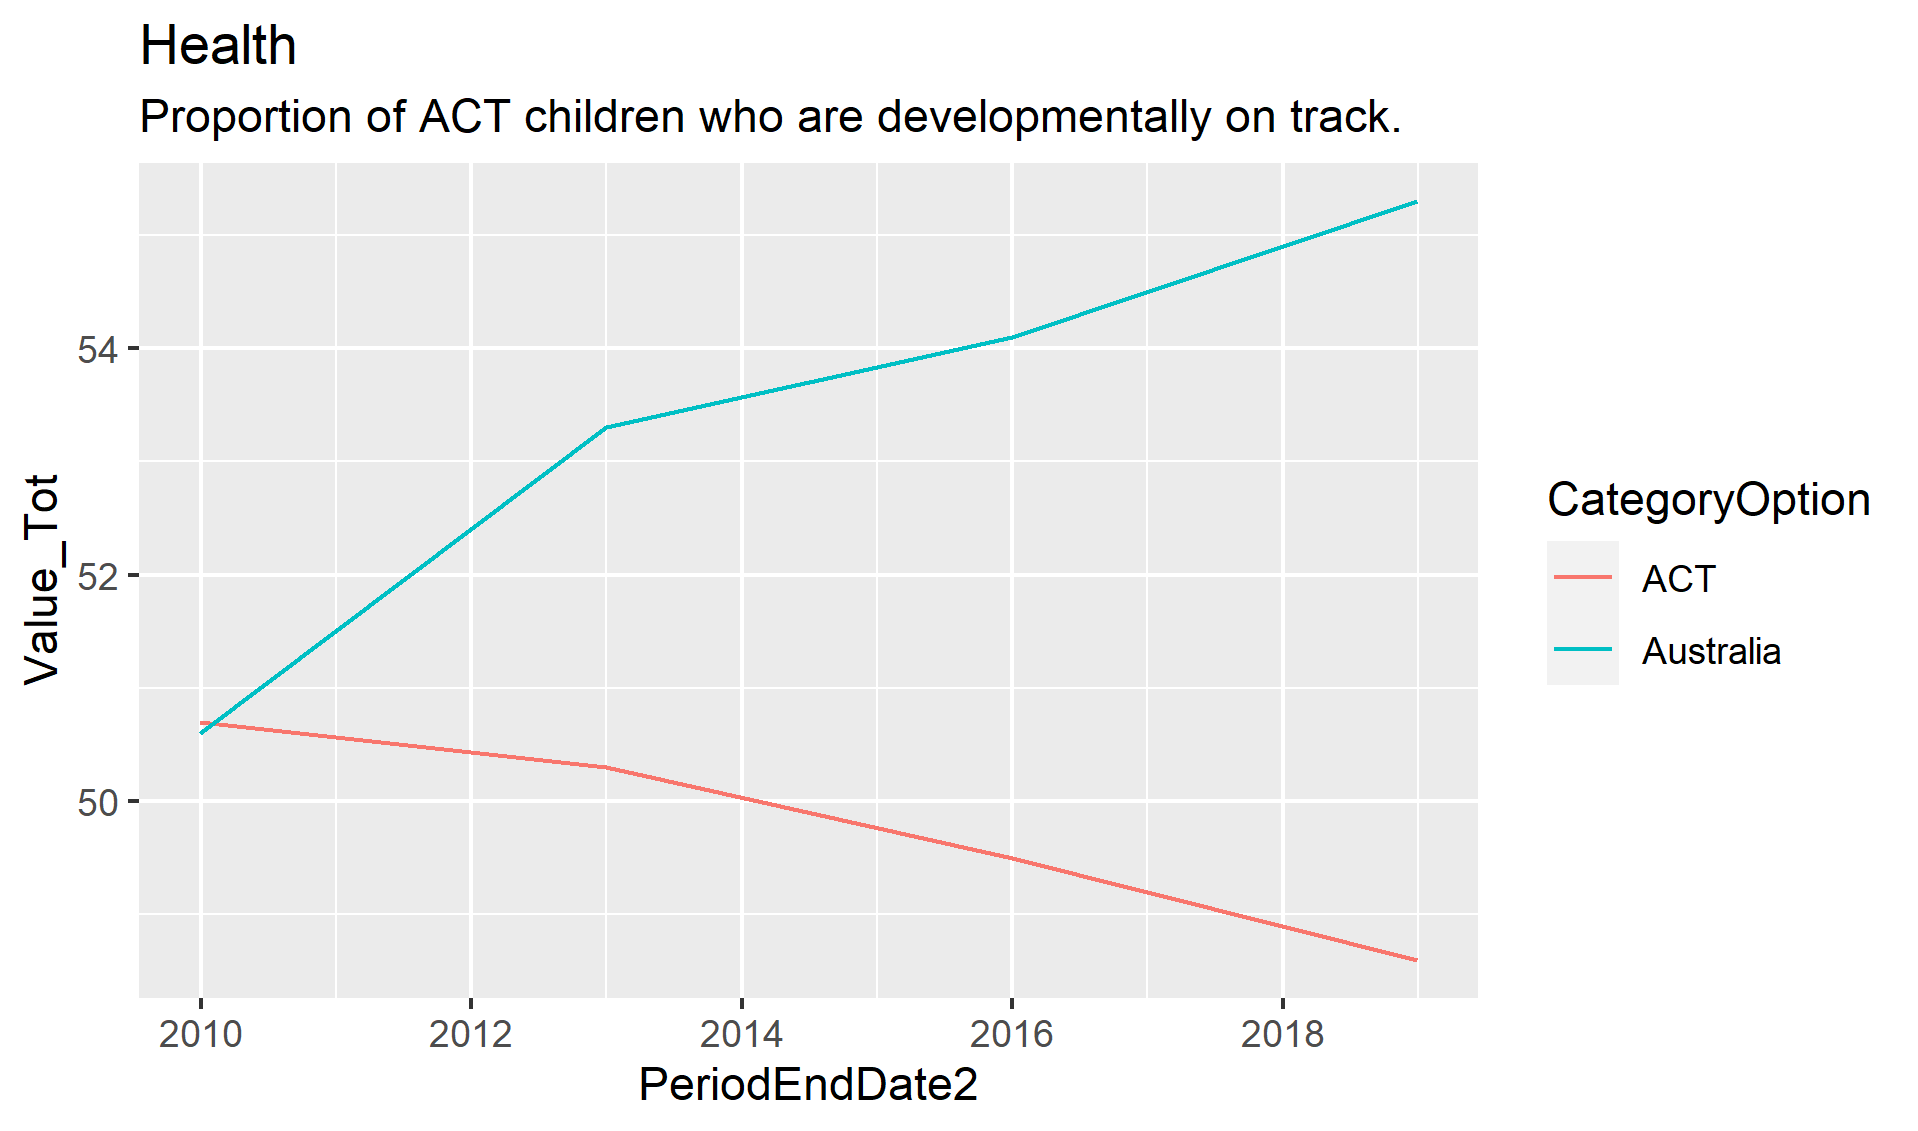 Health
Proportion of ACT children who are developmentally on track.
Value_Tot
54
52
50
2010 2012 2014 2016 2018
PeriodEndDate2
CategoryOption
ACT
Australia